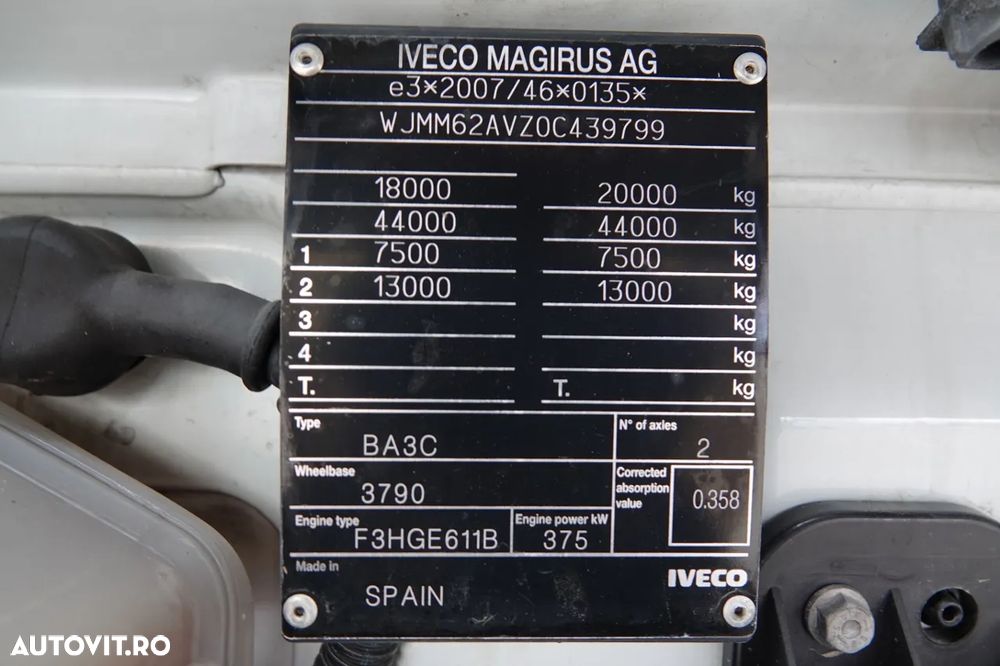 IVECO MAGIRUS AG
e3*2007/46*0135*
WJMM62AVZ0C439799
18000 20000 kg
44000 44000 kg
1 7500 7500 kg
2 13000 13000 kg
3 kg
4 kg
T. T. kg
Type N° of axles
BA3C 2
Wheelbase Corrected absorption value
3790 0.358
Engine type Engine power kW
F3HGE611B 375
Made in IVECO
SPAIN
AUTOVIT.RO